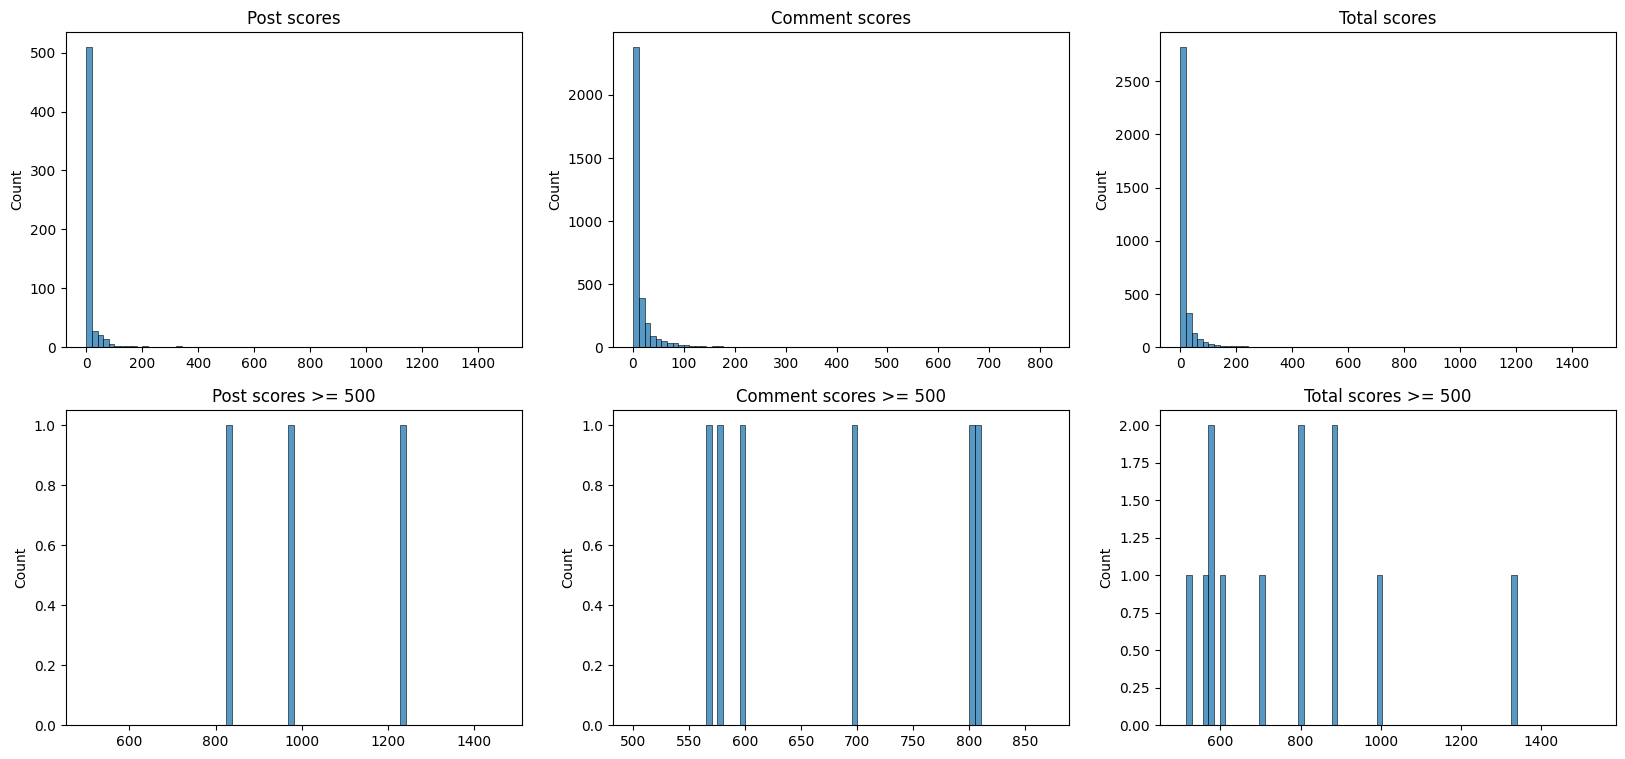 Post scores
Comment scores
Total scores
500
400
300
200
100
0
Count
0 200 400 600 800 1000 1200 1400
2000
1500
1000
500
0
Count
0 100 200 300 400 500 600 700 800
2500
2000
1500
1000
500
0
Count
0 200 400 600 800 1000 1200 1400
Post scores >= 500
Comment scores >= 500
Total scores >= 500
1.0
0.8
0.6
0.4
0.2
0.0
Count
600 800 1000 1200 1400
1.0
0.8
0.6
0.4
0.2
0.0
Count
500 550 600 650 700 750 800 850
2.00
1.75
1.50
1.25
1.00
0.75
0.50
0.25
0.00
Count
600 800 1000 1200 1400